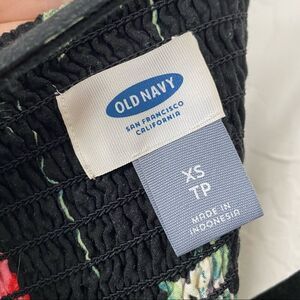 OLD NAVY
SAN FRANCISCO
CALIFORNIA
XS
TP
MADE IN
INDONESIA